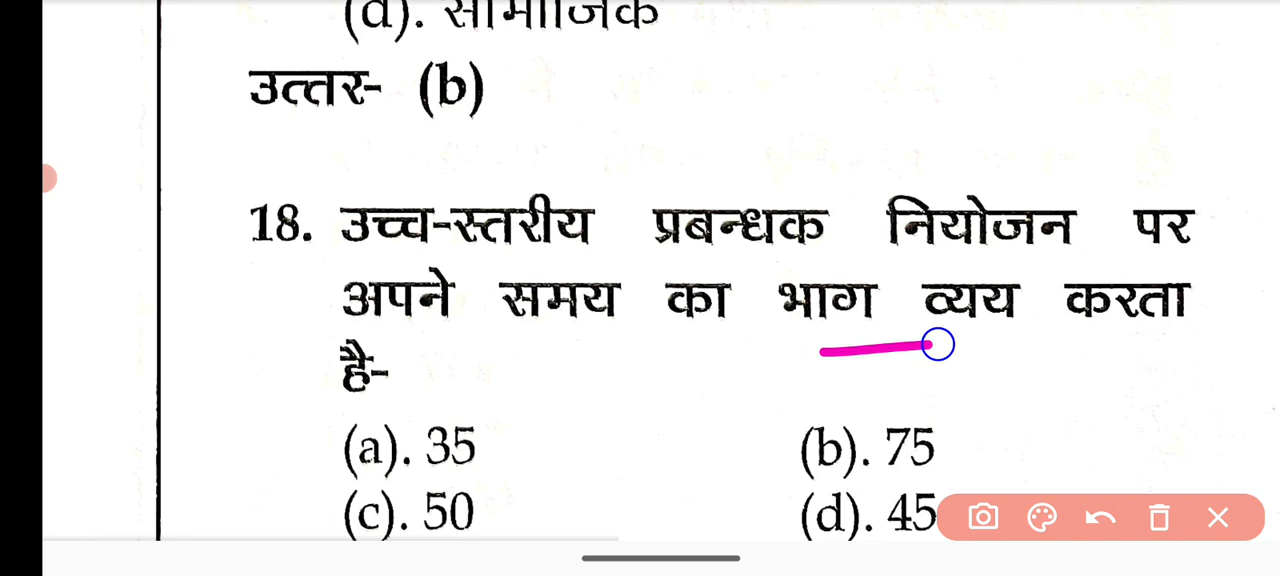 (d). सामाजिक
उत्तर- (b)
18. उच्च-स्तरीय प्रबन्धक नियोजन पर
अपने समय का भाग व्यय करता
है-
(a). 35 (b). 75
(c). 50 (d). 45